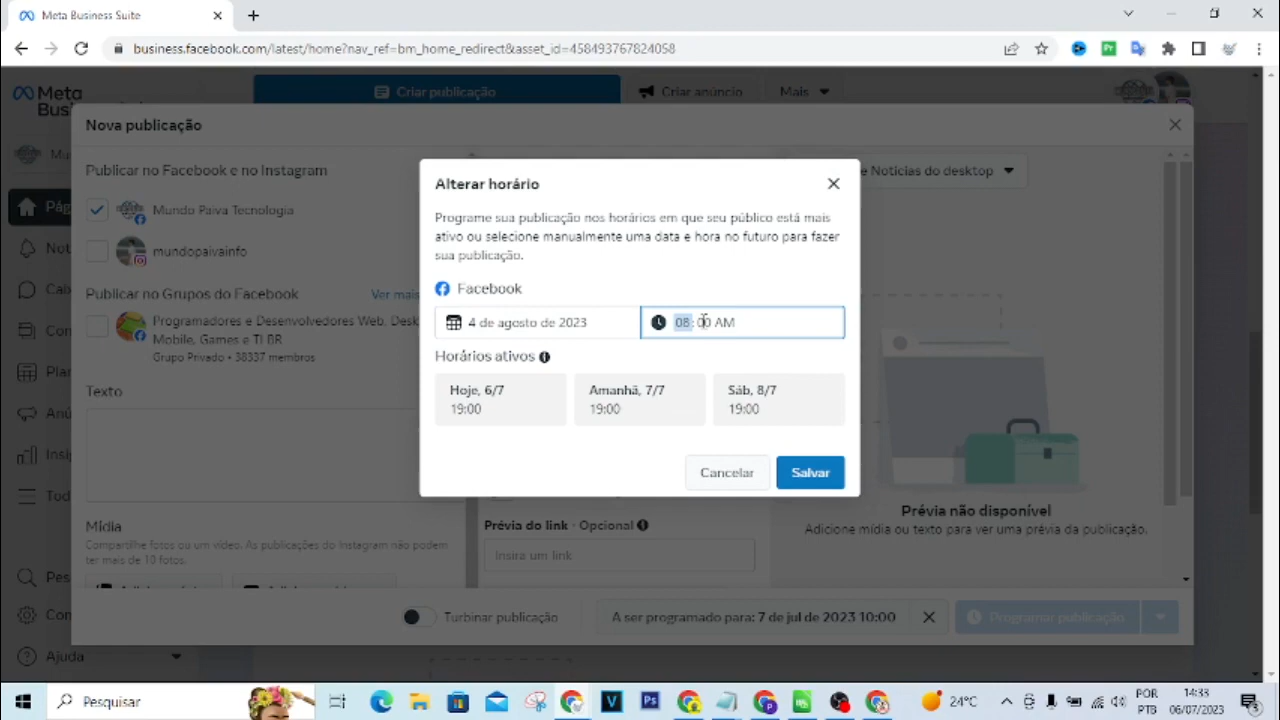 Meta Business Suite
business.facebook.com/latest/home?nav_ref=bm_home_redirect&asset_id=458493767824058
Meta
Criar publicação
Criar anúncio
Mais
Nova publicação
Publicar no Facebook e no Instagram
Mundo Paiva Tecnologia
mundopaivainfo
Publicar no Grupos do Facebook
Ver mais
Programadores e Desenvolvedores Web, Desk
Mobile, Games e TI BR
Grupo Privado • 38337 membros
Texto
Mídia
Compartilhe fotos ou um vídeo. As publicações do Instagram não podem
ter mais de 10 fotos.
Alterar horário
Programe sua publicação nos horários em que seu público está mais
ativo ou selecione manualmente uma data e hora no futuro para fazer
sua publicação.
Facebook
4 de agosto de 2023
08:00 AM
Horários ativos
Hoje, 6/7
19:00
Amanhã, 7/7
19:00
Sáb, 8/7
19:00
Cancelar
Salvar
Prévia do link · Opcional
Insira um link
e Notícias do desktop
Prévia não disponível
Adicione mídia ou texto para ver uma prévia da publicação.
Turbinar publicação
A ser programado para: 7 de jul de 2023 10:00
Programar publicação
Ajuda
Pesquisar
24°C
POR
PTB
14:33
06/07/2023